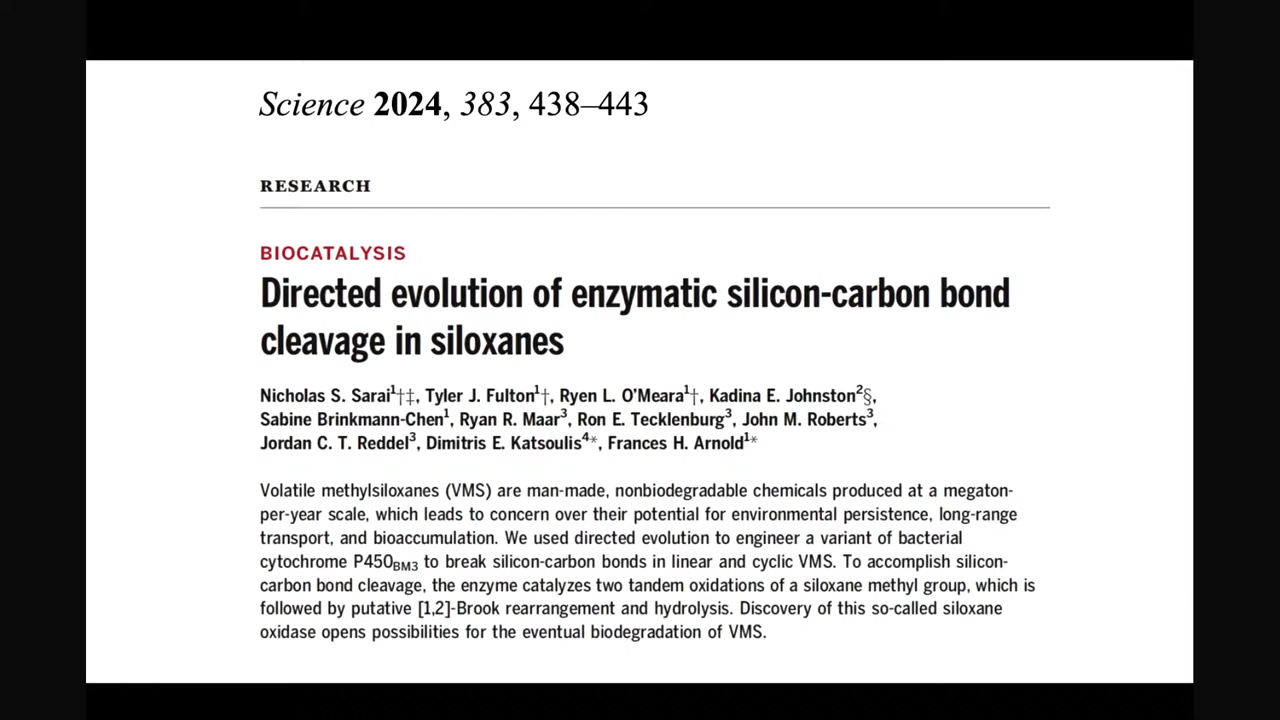 Science 2024, 383, 438–443
RESEARCH
BIOCATALYSIS
Directed evolution of enzymatic silicon-carbon bond
cleavage in siloxanes
Nicholas S. Sarai1†‡, Tyler J. Fulton1†, Ryen L. O’Meara1†, Kadina E. Johnston2§,
Sabine Brinkmann-Chen1, Ryan R. Maar3, Ron E. Tecklenburg3, John M. Roberts3,
Jordan C. T. Reddel3, Dimitris E. Katsoulis4*, Frances H. Arnold1*
Volatile methylsiloxanes (VMS) are man-made, nonbiodegradable chemicals produced at a megaton-
per-year scale, which leads to concern over their potential for environmental persistence, long-range
transport, and bioaccumulation. We used directed evolution to engineer a variant of bacterial
cytochrome P450BM3 to break silicon-carbon bonds in linear and cyclic VMS. To accomplish silicon-
carbon bond cleavage, the enzyme catalyzes two tandem oxidations of a siloxane methyl group, which is
followed by putative [1,2]-Brook rearrangement and hydrolysis. Discovery of this so-called siloxane
oxidase opens possibilities for the eventual biodegradation of VMS.